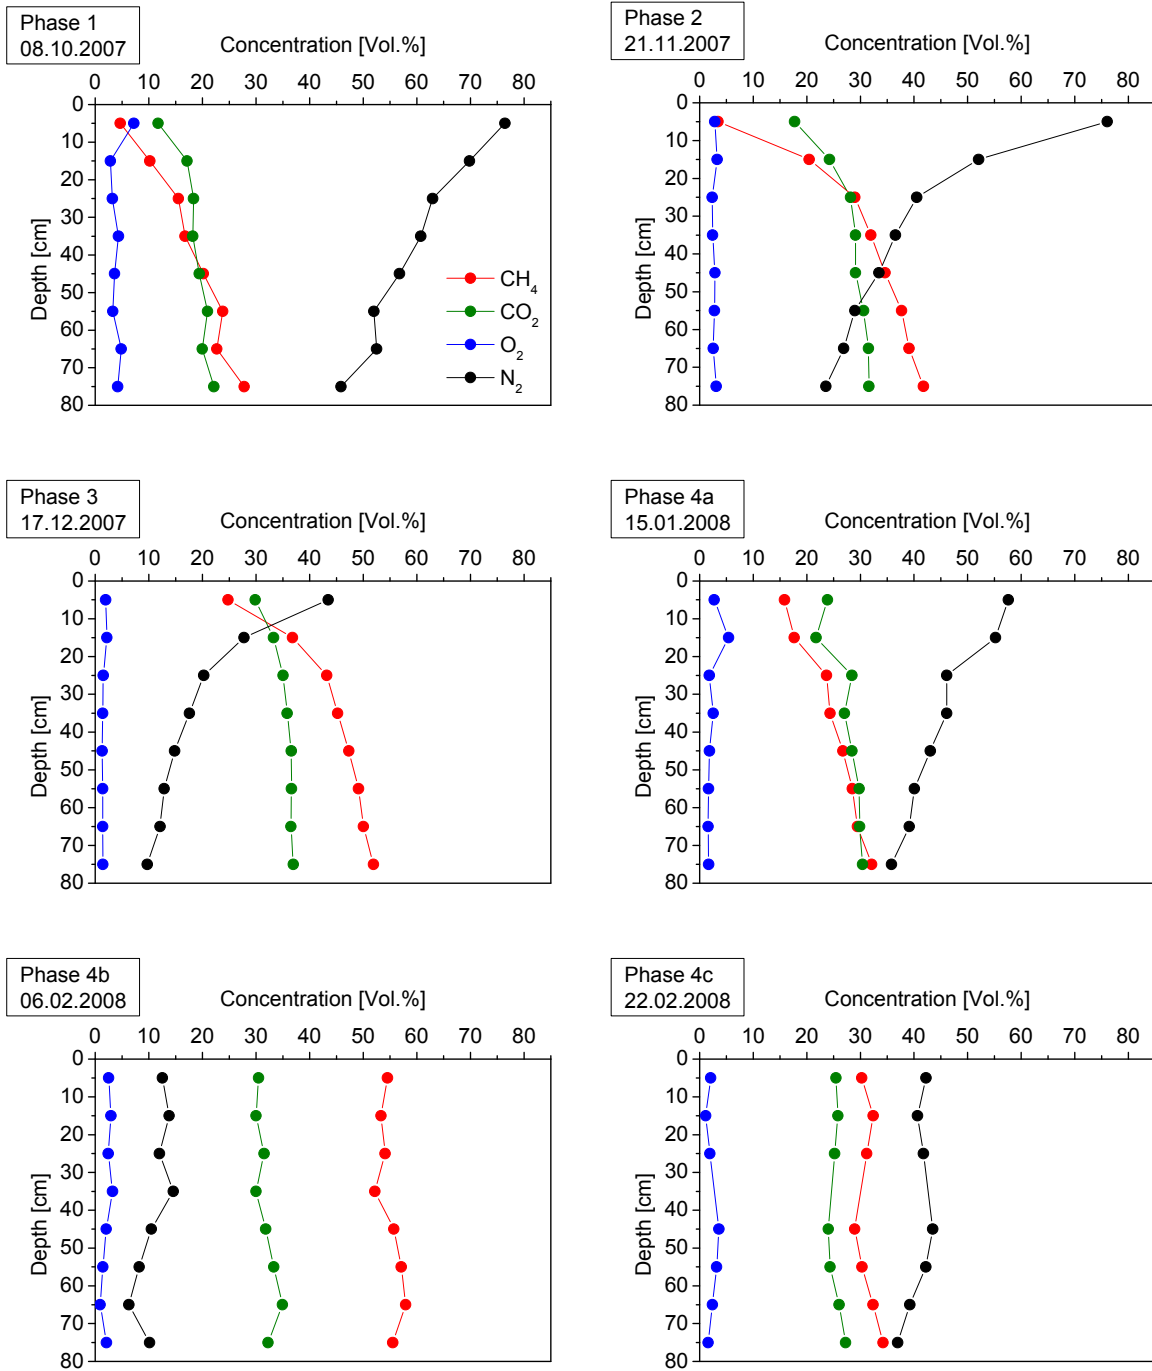 Phase 1
08.10.2007
Concentration [Vol.%]
0 10 20 30 40 50 60 70 80
0
10
20
30
40
50
60
70
80
Depth [cm]
CH4
CO2
O2
N2
Phase 2
21.11.2007
Concentration [Vol.%]
0 10 20 30 40 50 60 70 80
0
10
20
30
40
50
60
70
80
Depth [cm]
Phase 3
17.12.2007
Concentration [Vol.%]
0 10 20 30 40 50 60 70 80
0
10
20
30
40
50
60
70
80
Depth [cm]
Phase 4a
15.01.2008
Concentration [Vol.%]
0 10 20 30 40 50 60 70 80
0
10
20
30
40
50
60
70
80
Depth [cm]
Phase 4b
06.02.2008
Concentration [Vol.%]
0 10 20 30 40 50 60 70 80
0
10
20
30
40
50
60
70
80
Depth [cm]
Phase 4c
22.02.2008
Concentration [Vol.%]
0 10 20 30 40 50 60 70 80
0
10
20
30
40
50
60
70
80
Depth [cm]